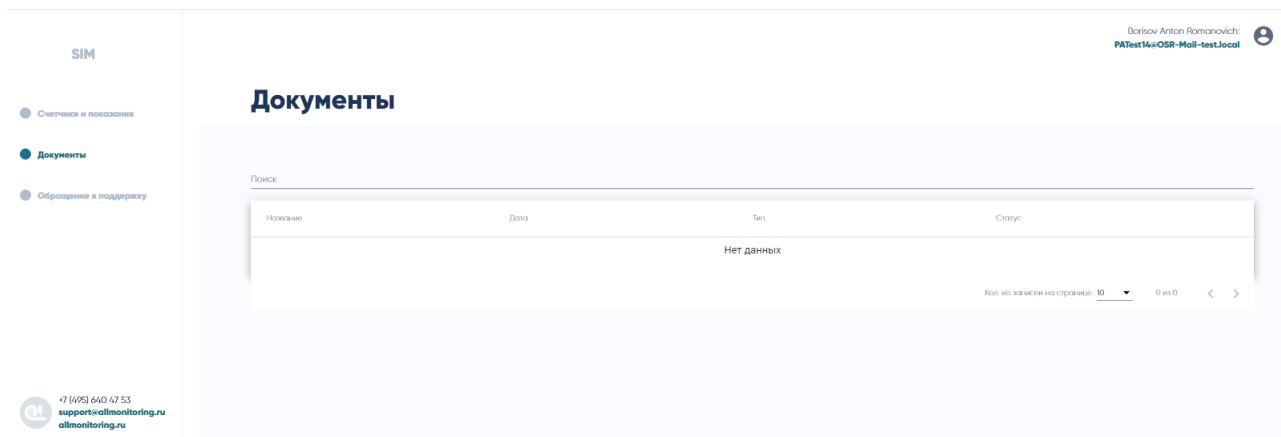 Borisov Anton Romanovich:
PATest14@OSR-Mail-test.local
SIM
Документы
Счетчики и показания
Документы
Обращение в поддержку
Поиск
Название Дата Тип Статус
Нет данных
Кол-во записей на странице 10 0 из 0
+7 (495) 640 47 53
support@allmonitoring.ru
allmonitoring.ru